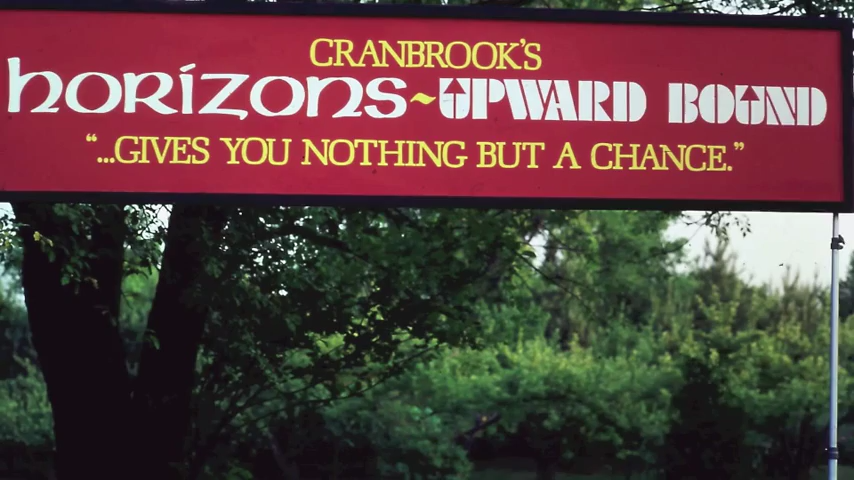 CRANBROOK'S
HORIZONS~UPWARD BOUND
"...GIVES YOU NOTHING BUT A CHANCE."